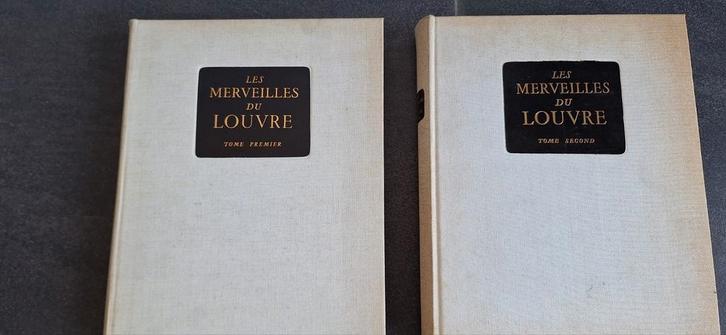 LES
MERVEILLES
DU
LOUVRE
TOME PREMIER
LES
MERVEILLES
DU
LOUVRE
TOME SECOND